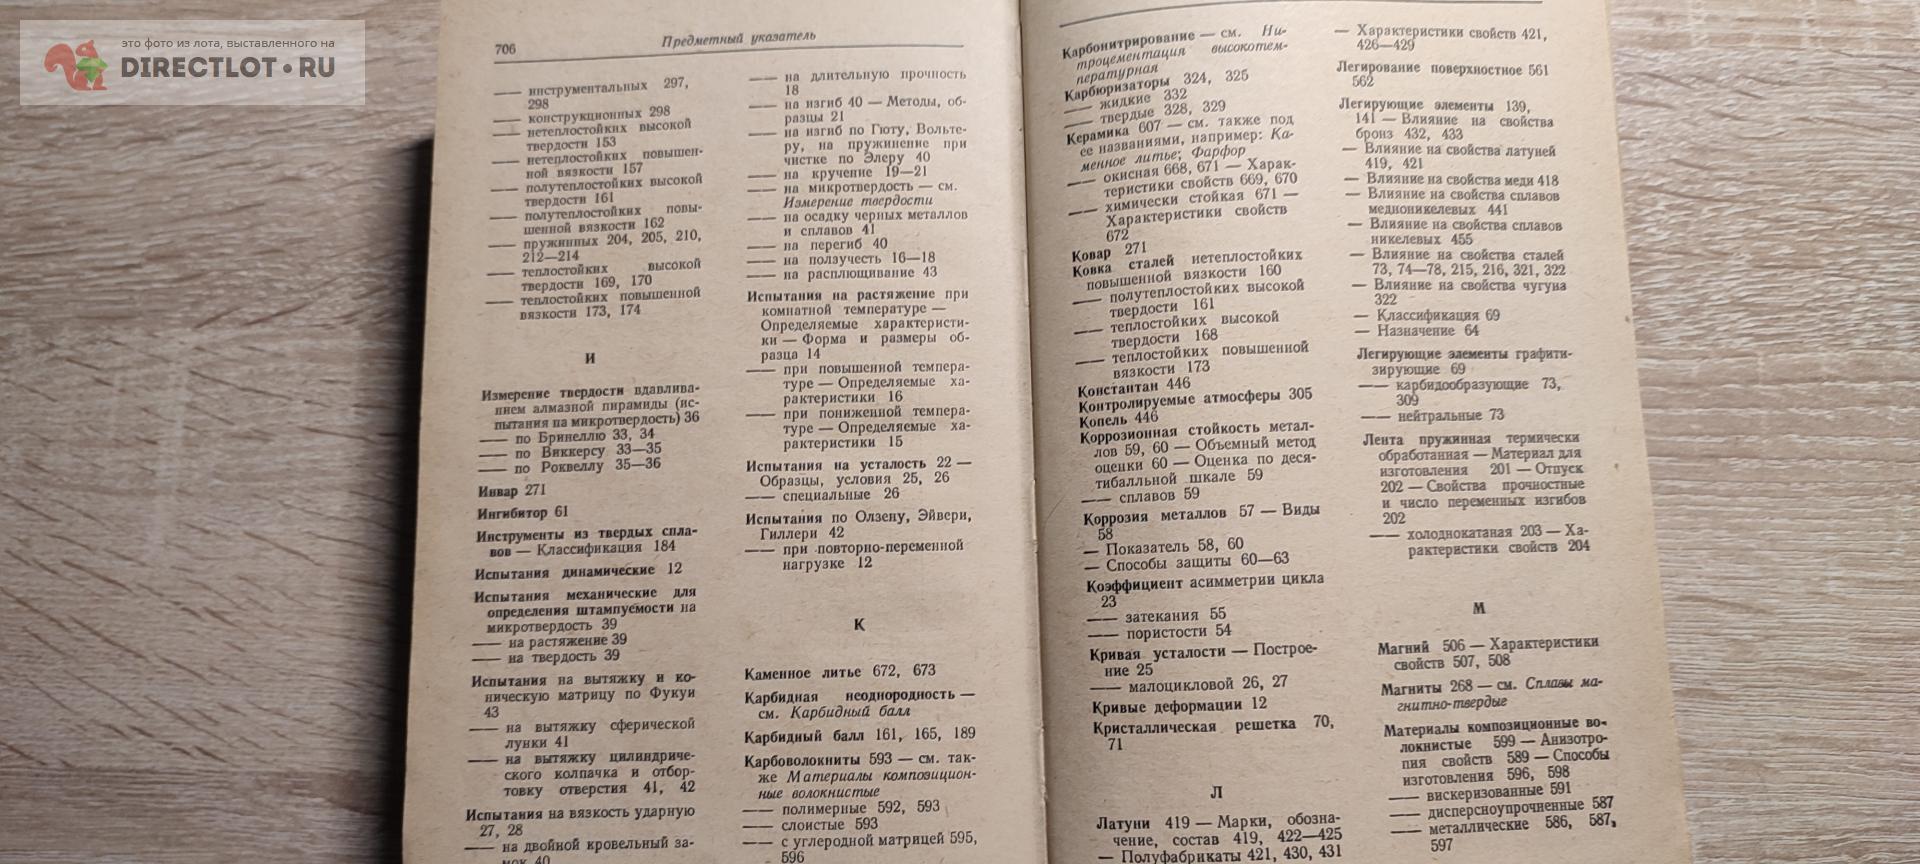 это фото из лота, выставленного на
DIRECTLOT.RU
706
Предметный указатель
—— инструментальных 297,
298
—— конструкционных 298
—— нетеплостойких высокой
твердости 153
—— нетеплостойких повышен-
ной вязкости 157
—— полутеплостойких высокой
твердости 161
—— полутеплостойких повы-
шенной вязкости 162
—— пружинных 204, 205, 210,
212—214
—— теплостойких высокой
твердости 169, 170
—— теплостойких повышенной
вязкости 173, 174
И
Измерение твердости вдавлива-
нием алмазной пирамиды (ис-
пытания на микротвердость) 36
—— по Бринеллю 33, 34
—— по Виккерсу 33—35
—— по Роквеллу 35—36
Инвар 271
Ингибитор 61
Инструменты из твердых спла-
вов — Классификация 184
Испытания динамические 12
Испытания механические для
определения штампуемости на
микротвердость 39
—— на растяжение 39
—— на твердость 39
Испытания на вытяжку и ко-
ническую матрицу по Фукуи
43
—— на вытяжку сферической
лунки 41
—— на вытяжку цилиндриче-
ского колпачка и отбор-
товку отверстия 41, 42
Испытания на вязкость ударную
27, 28
—— на двойной кровельный за-
мок 40
—— на длительную прочность
18
—— на изгиб 40 — Методы, об-
разцы 21
—— на изгиб по Гюту, Вольте-
ру, на пружинение при
чистке по Элеру 40
—— на кручение 19—21
—— на микротвердость — см.
Измерение твердости
—— на осадку черных металлов
и сплавов 41
—— на перегиб 40
—— на ползучесть 16—18
—— на расплющивание 43
Испытания на растяжение при
комнатной температуре —
Определяемые характеристи-
ки — Форма и размеры об-
разца 14
—— при повышенной темпера-
туре — Определяемые ха-
рактеристики 16
—— при пониженной темпера-
туре — Определяемые ха-
рактеристики 15
Испытания на усталость 22 —
Образцы, условия 25, 26
—— специальные 26
Испытания по Олзену, Эйвери,
Гиллери 42
—— при повторно-переменной
нагрузке 12
К
Каменное литье 672, 673
Карбидная неоднородность —
см. Карбидный балл
Карбидный балл 161, 165, 189
Карбоволокниты 593 — см. так-
же Материалы композицион-
ные волокнистые
—— полимерные 592, 593
—— слоистые 593
—— с углеродной матрицей 595,
596
Карбонитрирование — см. Ни-
троцементация высокотем-
пературная
Карбюризаторы 324, 325
—— жидкие 332
—— твердые 328, 329
Керамика 607 — см. также под
ее названиями, например: Ка-
менное литье; Фарфор
—— окисная 668, 671 — Харак-
теристики свойств 669, 670
—— химически стойкая 671 —
Характеристики свойств
672
Ковар 271
Ковка сталей нетеплостойких
повышенной вязкости 160
—— полутеплостойких высокой
твердости 161
—— теплостойких высокой
твердости 168
—— теплостойких повышенной
вязкости 173
Константан 446
Контролируемые атмосферы 305
Копель 446
Коррозионная стойкость метал-
лов 59, 60 — Объемный метод
оценки 60 — Оценка по деся-
тибалльной шкале 59
—— сплавов 59
Коррозия металлов 57 — Виды
58
— Показатель 58, 60
— Способы защиты 60—63
Коэффициент асимметрии цикла
23
—— затекания 55
—— пористости 54
Кривая усталости — Построе-
ние 25
—— малоцикловой 26, 27
Кривые деформации 12
Кристаллическая решетка 70,
71
Л
Латуни 419 — Марки, обозна-
чение, состав 419, 422—425
— Полуфабрикаты 421, 430, 431
— Характеристики свойств 421,
426—429
Легирование поверхностное 561
562
Легирующие элементы 139,
141 — Влияние на свойства
бронз 432, 433
— Влияние на свойства латуней
419, 421
— Влияние на свойства меди 418
— Влияние на свойства сплавов
медноникелевых 441
— Влияние на свойства сплавов
никелевых 455
— Влияние на свойства сталей
73, 74—78, 215, 216, 321, 322
— Влияние на свойства чугуна
322
— Классификация 69
— Назначение 64
Легирующие элементы графити-
зирующие 69
—— карбидообразующие 73,
309
—— нейтральные 73
Лента пружинная термически
обработанная — Материал для
изготовления 201 — Отпуск
202 — Свойства прочностные
и число переменных изгибов
202
—— холоднокатаная 203 — Ха-
рактеристики свойств 204
М
Магний 506 — Характеристики
свойств 507, 508
Магниты 268 — см. Сплавы ма-
гнитно-твердые
Материалы композиционные во-
локнистые 599 — Анизотро-
пия свойств 589 — Способы
изготовления 596, 598
—— вискеризованные 591
—— дисперсноупрочненные 587
—— металлические 586, 587,
597